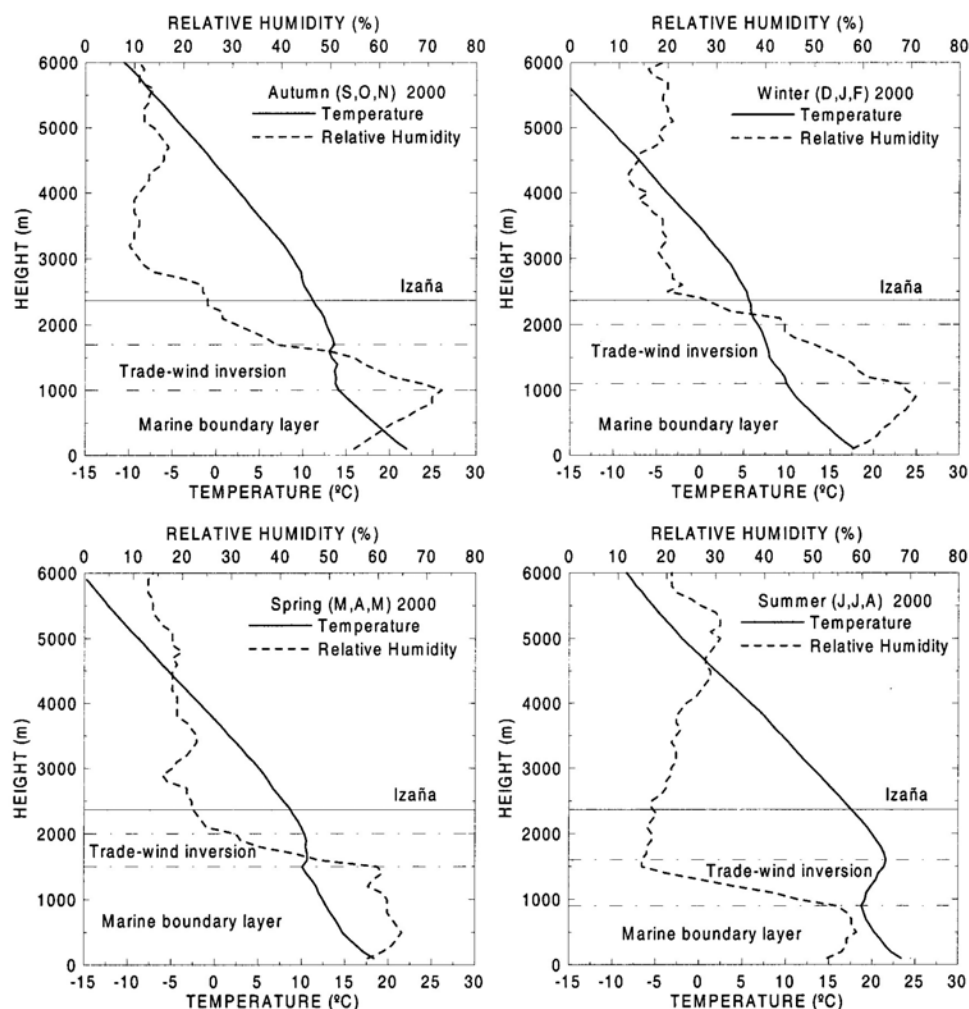 RELATIVE HUMIDITY (%)
0 10 20 30 40 50 60 70 80
6000
5000
4000
3000
2000
1000
0
HEIGHT (m)
Autumn (S,O,N) 2000
Temperature
Relative Humidity
Izaña
Trade-wind inversion
Marine boundary layer
-15 -10 -5 0 5 10 15 20 25 30
TEMPERATURE (ºC)
RELATIVE HUMIDITY (%)
0 10 20 30 40 50 60 70 80
6000
5000
4000
3000
2000
1000
0
HEIGHT (m)
Winter (D,J,F) 2000
Temperature
Relative Humidity
Izaña
Trade-wind inversion
Marine boundary layer
-15 -10 -5 0 5 10 15 20 25 30
TEMPERATURE (ºC)
RELATIVE HUMIDITY (%)
0 10 20 30 40 50 60 70 80
6000
5000
4000
3000
2000
1000
0
HEIGHT (m)
Spring (M,A,M) 2000
Temperature
Relative Humidity
Izaña
Trade-wind inversion
Marine boundary layer
-15 -10 -5 0 5 10 15 20 25 30
TEMPERATURE (ºC)
RELATIVE HUMIDITY (%)
0 10 20 30 40 50 60 70 80
6000
5000
4000
3000
2000
1000
0
HEIGHT (m)
Summer (J,J,A) 2000
Temperature
Relative Humidity
Izaña
Trade-wind inversion
Marine boundary layer
-15 -10 -5 0 5 10 15 20 25 30
TEMPERATURE (ºC)